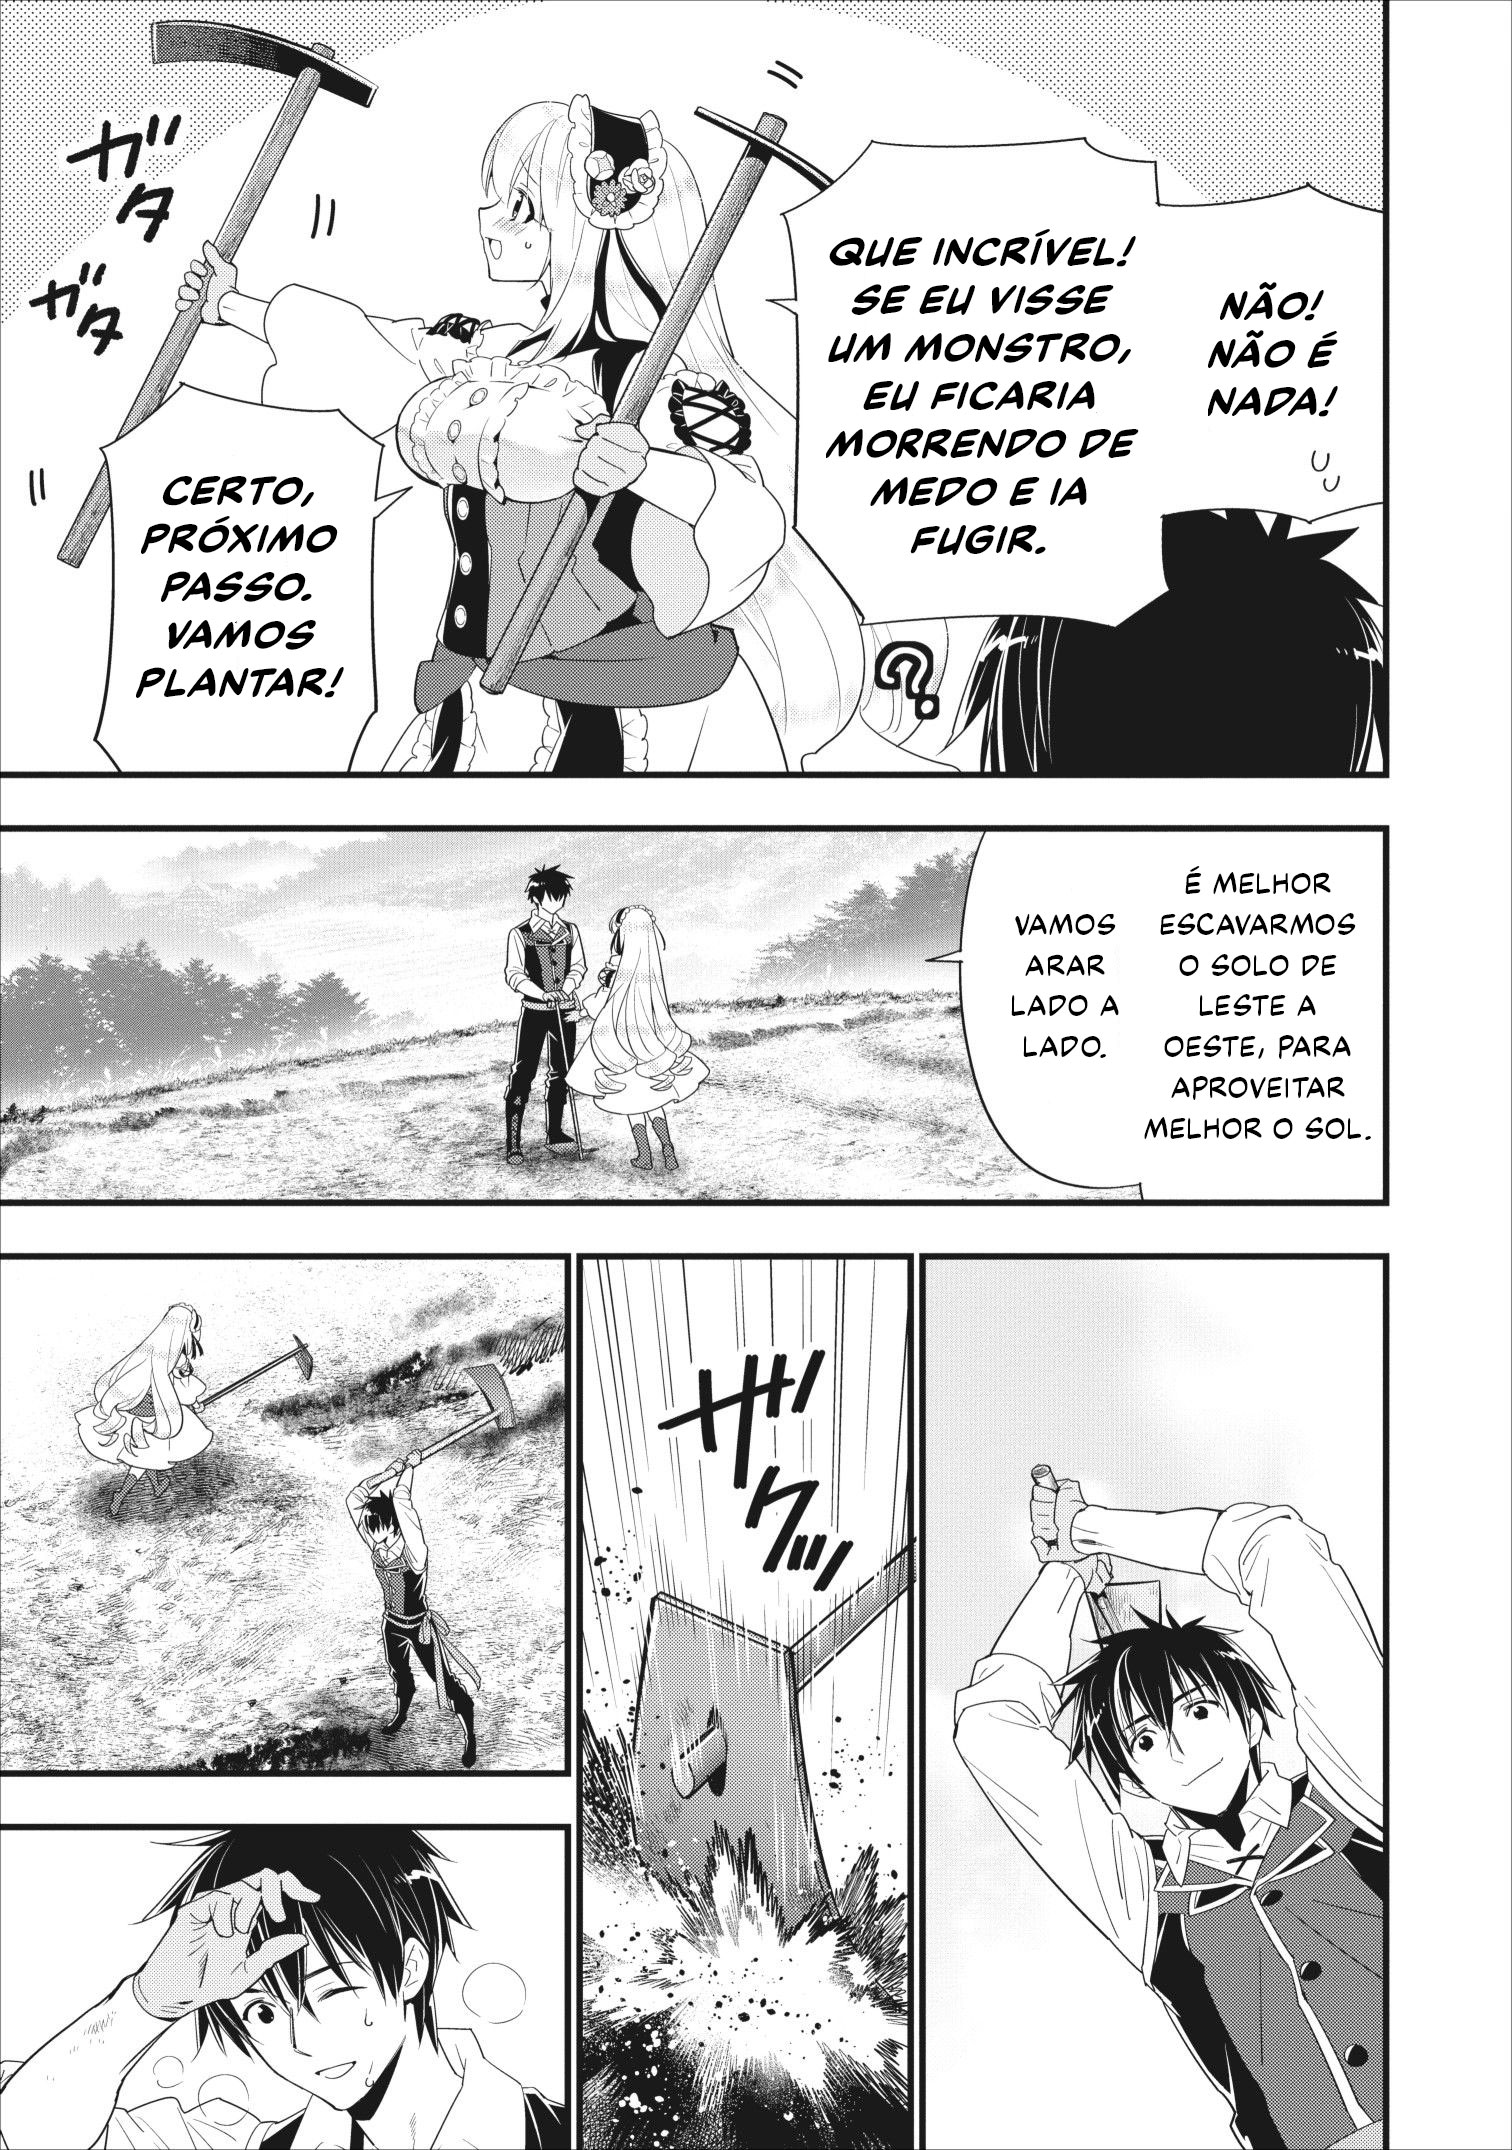 NÃO!
NÃO É
NADA!
QUE INCRÍVEL!
SE EU VISSE
UM MONSTRO,
EU FICARIA
MORRENDO DE
MEDO E IA
FUGIR.
?
ガタ
ガタ
CERTO,
PRÓXIMO
PASSO.
VAMOS
PLANTAR!
É MELHOR
ESCAVARMOS
O SOLO DE
LESTE A
OESTE, PARA
APROVEITAR
MELHOR O SOL.
VAMOS
ARAR
LADO A
LADO.
ザクッ